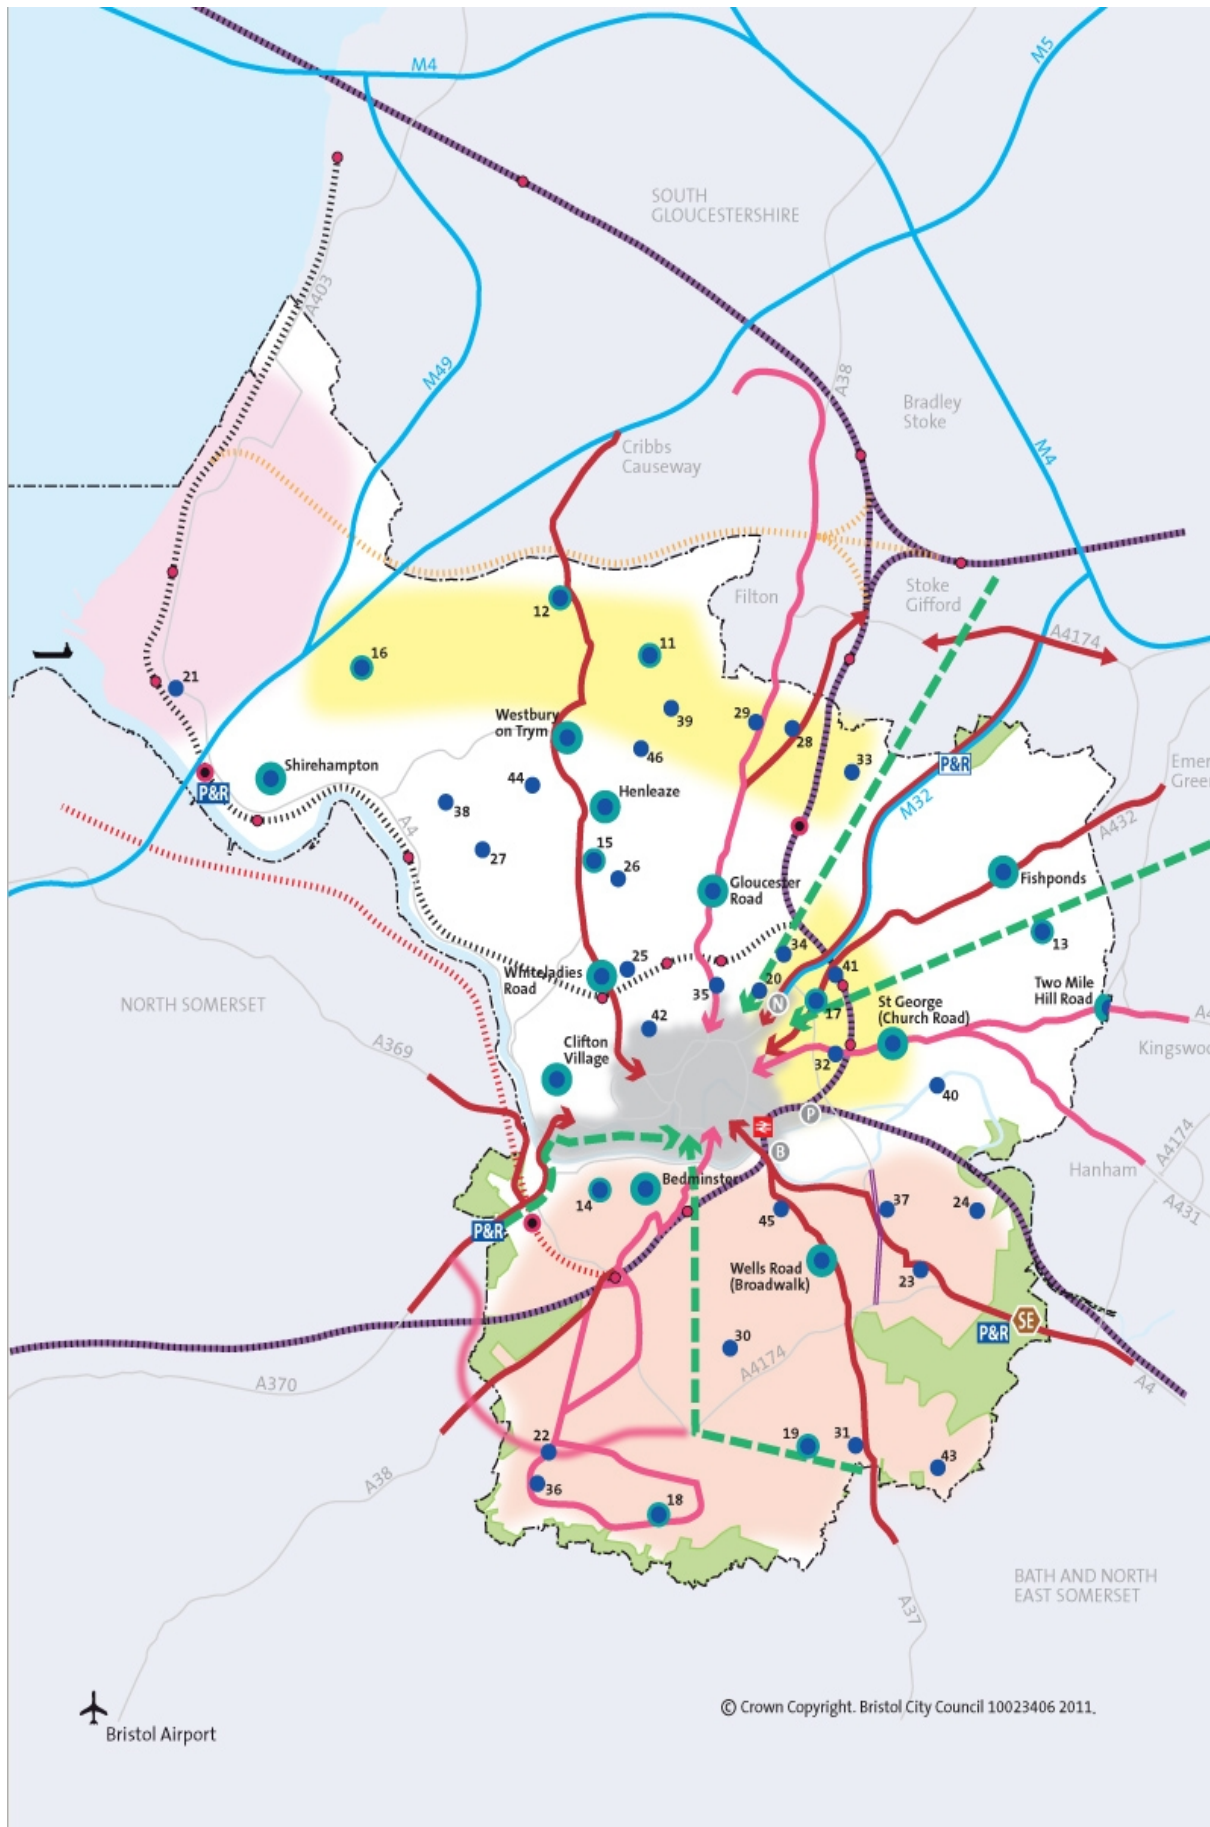 M4
M5
SOUTH
GLOUCESTERSHIRE
A403
M49
A38
Bradley
Stoke
Cribbs
Causeway
M4
Filton
Stoke
Gifford
A4174
12
11
16
21
39
29
28
Westbury
on Trym
46
33
P&R
Shirehampton
P&R
44
Henleaze
38
M32
A432
A4
15
27
26
Gloucester
Road
Fishponds
13
34
25
41
Whiteladies
Road
20
35
N
17
Two Mile
Hill Road
St George
(Church Road)
NORTH SOMERSET
42
Clifton
Village
32
A369
40
P
B
A4174
Hanham
A431
Bedminster
14
37
24
45
P&R
Wells Road
(Broadwalk)
23
SE
P&R
30
A4174
A370
A4
22
19
31
43
36
18
A38
BATH AND NORTH
EAST SOMERSET
A37
© Crown Copyright. Bristol City Council 10023406 2011.
Bristol Airport